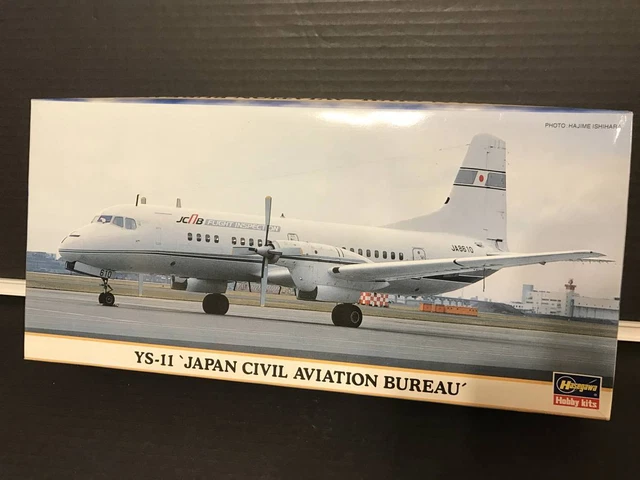 PHOTO: HAJIME ISHIHARA
JCAB FLIGHT INSPECTION
JA8610
610
YS-11 `JAPAN CIVIL AVIATION BUREAU´
Hasegawa
Hobby kits